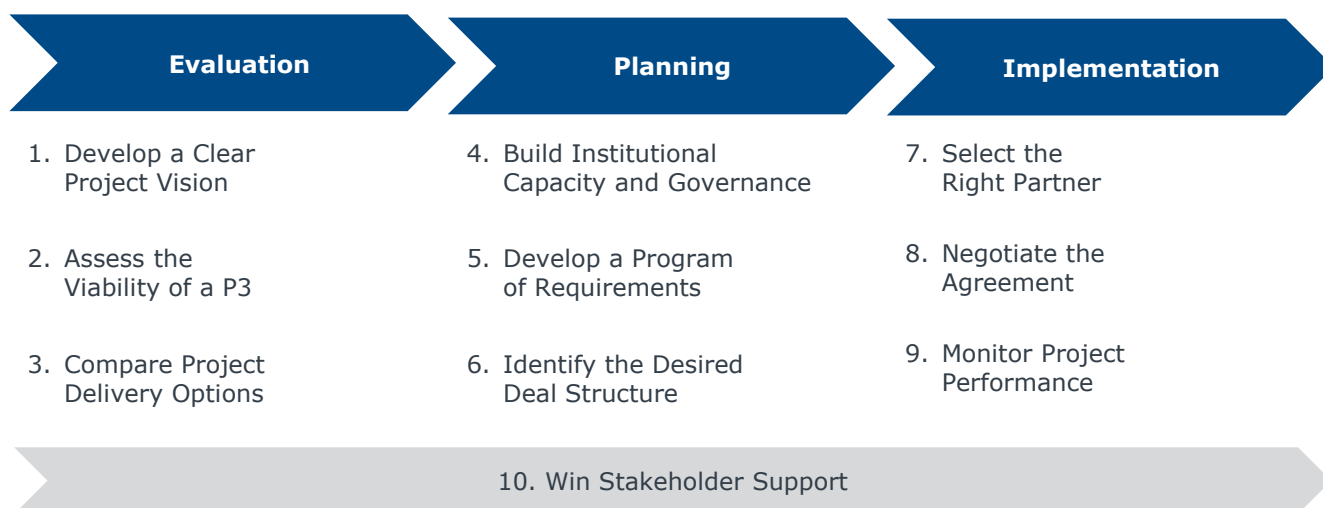 Evaluation
1. Develop a Clear
Project Vision
2. Assess the
Viability of a P3
3. Compare Project
Delivery Options
Planning
4. Build Institutional
Capacity and Governance
5. Develop a Program
of Requirements
6. Identify the Desired
Deal Structure
Implementation
7. Select the
Right Partner
8. Negotiate the
Agreement
9. Monitor Project
Performance
10. Win Stakeholder Support